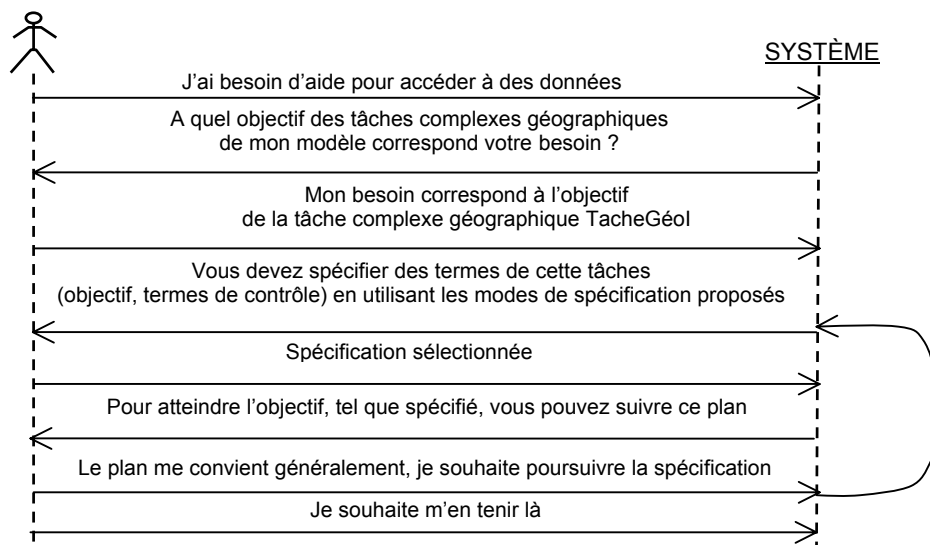 SYSTÈME
J’ai besoin d’aide pour accéder à des données
A quel objectif des tâches complexes géographiques
de mon modèle correspond votre besoin ?
Mon besoin correspond à l’objectif
de la tâche complexe géographique TacheGéoI
Vous devez spécifier des termes de cette tâches
(objectif, termes de contrôle) en utilisant les modes de spécification proposés
Spécification sélectionnée
Pour atteindre l’objectif, tel que spécifié, vous pouvez suivre ce plan
Le plan me convient généralement, je souhaite poursuivre la spécification
Je souhaite m’en tenir là